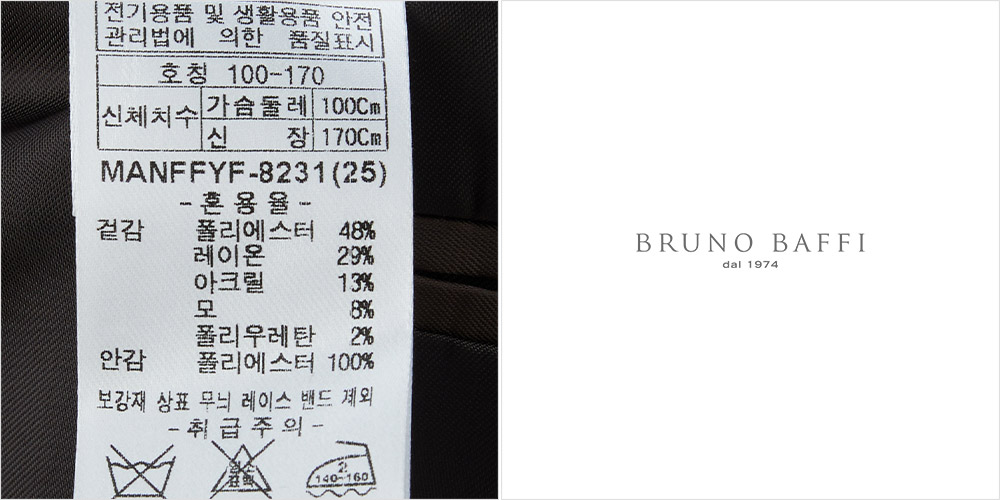 전기용품 및 생활용품 안전
관리법에 의한 품질표시
호칭 100-170
신체치수 가슴둘레 100Cm
신 장 170Cm
MANFFYF-8231(25)
- 혼 용 율 -
겉감 폴리에스터 48%
레이온 29%
아크릴 13%
모 8%
폴리우레탄 2%
안감 폴리에스터 100%
보강재 상표 무늬 레이스 밴드 제외
- 취 급 주 의 -
염소
표백
2
140-160
BRUNO BAFFI
dal 1974